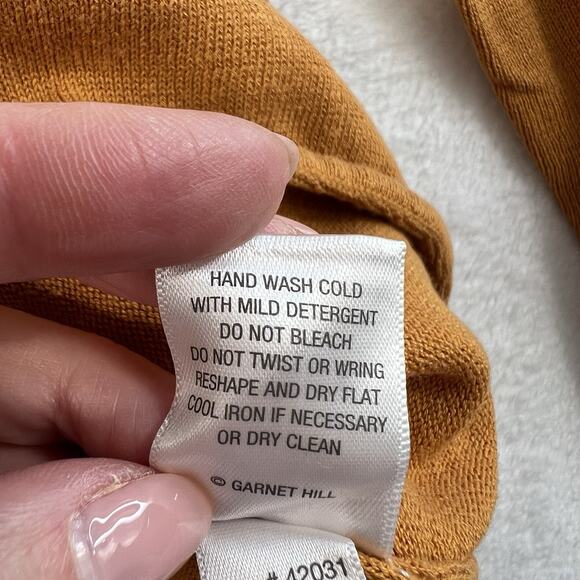 HAND WASH COLD
WITH MILD DETERGENT
DO NOT BLEACH
DO NOT TWIST OR WRING
RESHAPE AND DRY FLAT
COOL IRON IF NECESSARY
OR DRY CLEAN
© GARNET HILL
# 42031